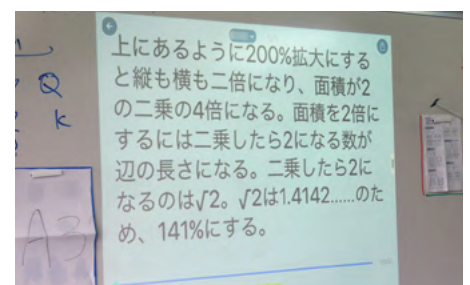 上にあるように200%拡大にする
と縦も横も二倍になり、面積が2
の二乗の4倍になる。面積を2倍に
するには二乗したら2になる数が
辺の長さになる。二乗したら2に
なるのは√2。√2は1.4142......のた
め、141%にする。
Q
K
A3